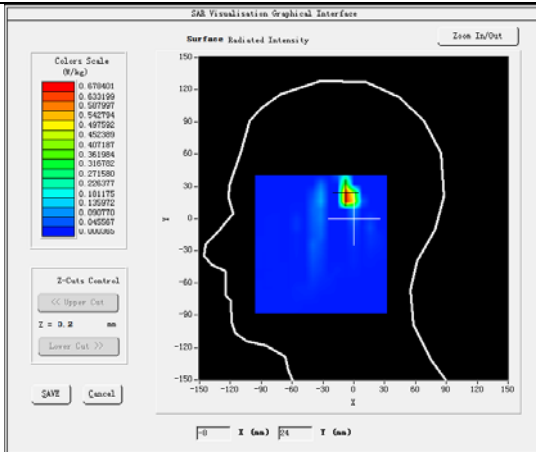 SAR Visualisation Graphical Interface
Surface Radiated Intensity
Zoom In/Out
Colors Scale
(W/kg)
0.678401
0.633199
0.587997
0.542794
0.497592
0.452389
0.407187
0.361984
0.316782
0.271580
0.226377
0.181175
0.135972
0.090770
0.045567
0.000365
Z-Cuts Control
<< Upper Cut
Z = 0.2 mm
Lower Cut >>
SAVE Cancel
150
120
90
60
30
0
-30
-60
-90
-120
-150
Y
-150 -120 -90 -60 -30 0 30 60 90 120 150
X
X (mm) 24 Y (mm)